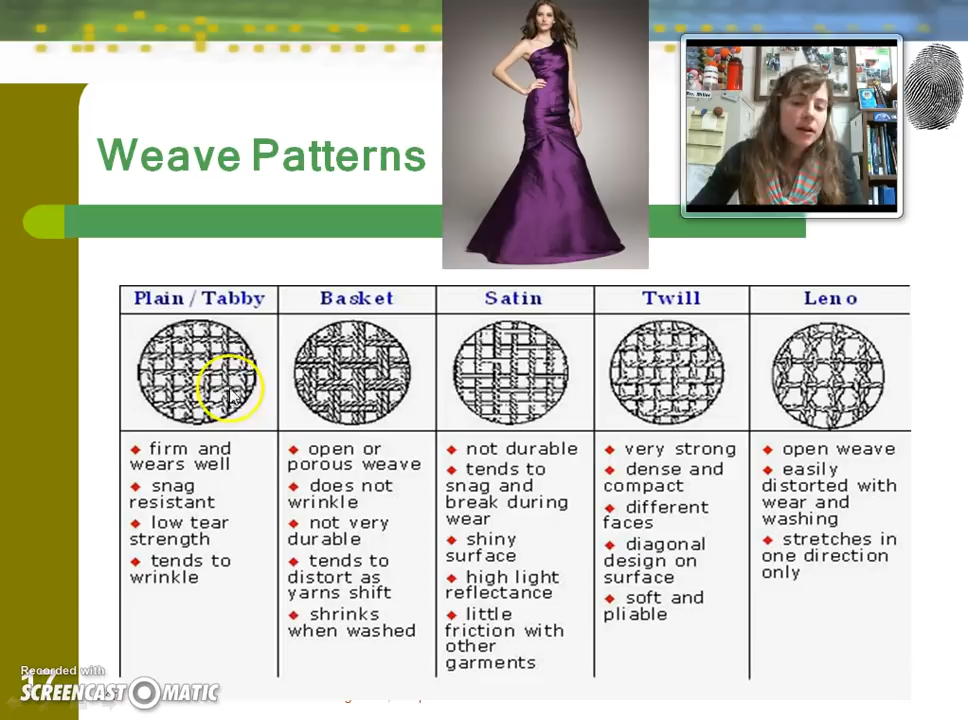 Weave Patterns
Plain / Tabby
firm and
wears well
snag
resistant
low tear
strength
tends to
wrinkle
Basket
open or
porous weave
does not
wrinkle
not very
durable
tends to
distort as
yarns shift
shrinks
when washed
Satin
not durable
tends to
snag and
break during
wear
shiny
surface
high light
reflectance
little
friction with
other
garments
Twill
very strong
dense and
compact
different
faces
diagonal
design on
surface
soft and
pliable
Leno
open weave
easily
distorted with
wear and
washing
stretches in
one direction
only
Recorded with
SCREENCAST MATIC